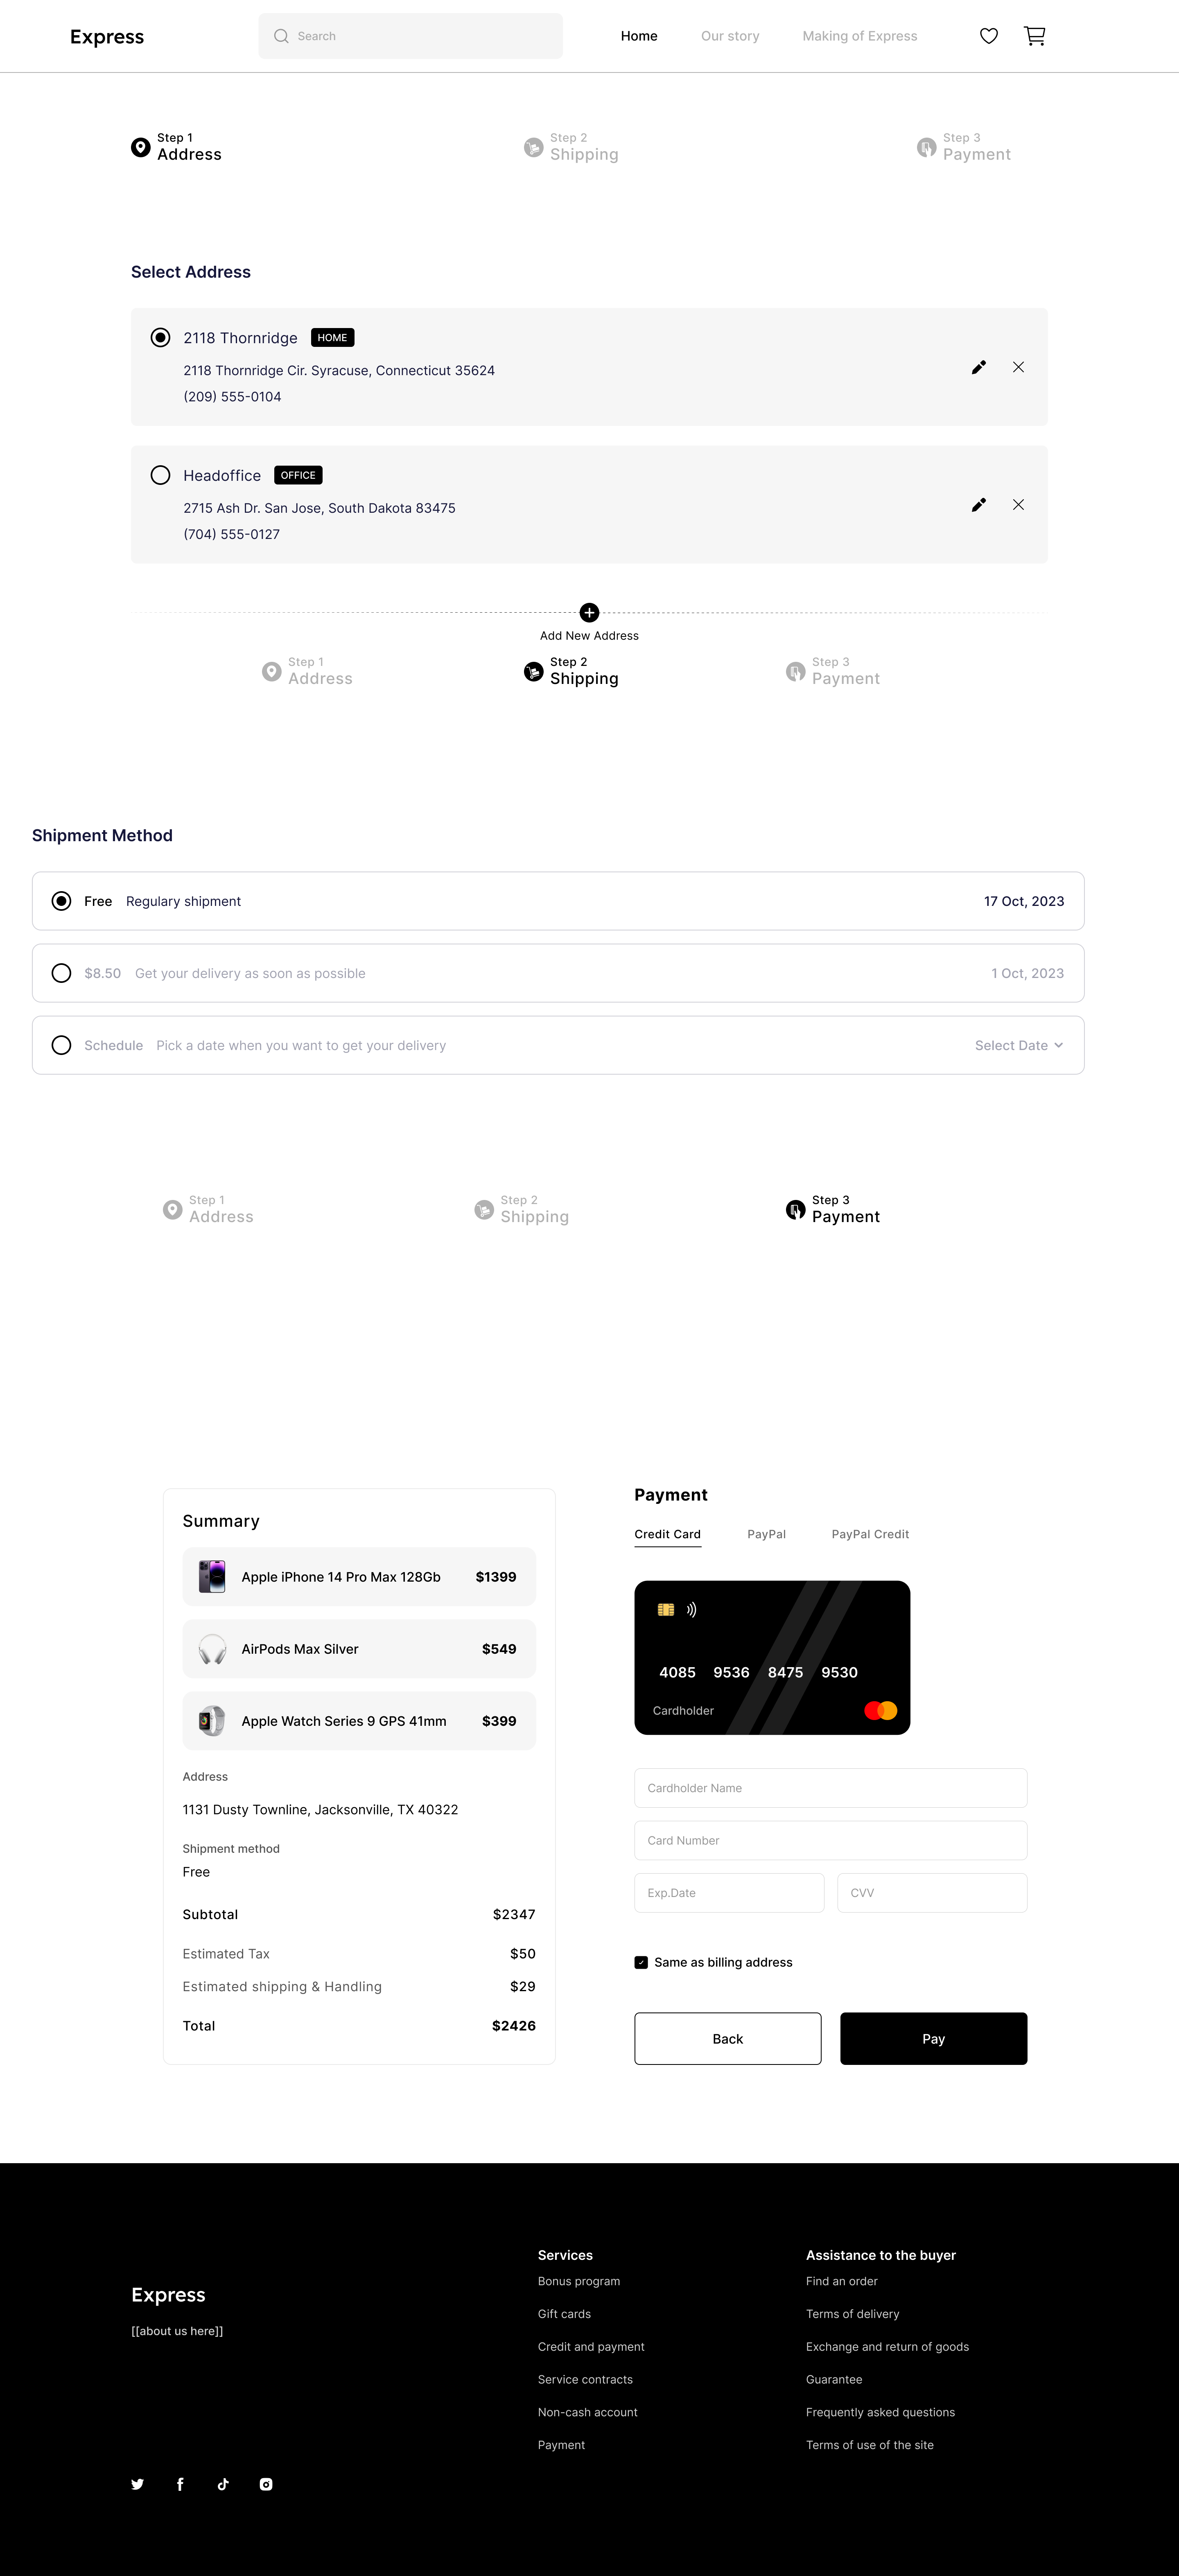 Express
Search
Home
Our story
Making of Express
Step 1
Address
Step 2
Shipping
Step 3
Payment
Select Address
2118 Thornridge HOME
2118 Thornridge Cir. Syracuse, Connecticut 35624
(209) 555-0104
Headoffice OFFICE
2715 Ash Dr. San Jose, South Dakota 83475
(704) 555-0127
Add New Address
Step 1
Address
Step 2
Shipping
Step 3
Payment
Shipment Method
Free Regulary shipment 17 Oct, 2023
$8.50 Get your delivery as soon as possible 1 Oct, 2023
Schedule Pick a date when you want to get your delivery Select Date
Step 1
Address
Step 2
Shipping
Step 3
Payment
Summary
Apple iPhone 14 Pro Max 128Gb $1399
AirPods Max Silver $549
Apple Watch Series 9 GPS 41mm $399
Address
1131 Dusty Townline, Jacksonville, TX 40322
Shipment method
Free
Subtotal $2347
Estimated Tax $50
Estimated shipping & Handling $29
Total $2426
Payment
Credit Card PayPal PayPal Credit
4085 9536 8475 9530
Cardholder
Cardholder Name
Card Number
Exp.Date CVV
Same as billing address
Back Pay
Express
[[about us here]]
Services
Bonus program
Gift cards
Credit and payment
Service contracts
Non-cash account
Payment
Assistance to the buyer
Find an order
Terms of delivery
Exchange and return of goods
Guarantee
Frequently asked questions
Terms of use of the site